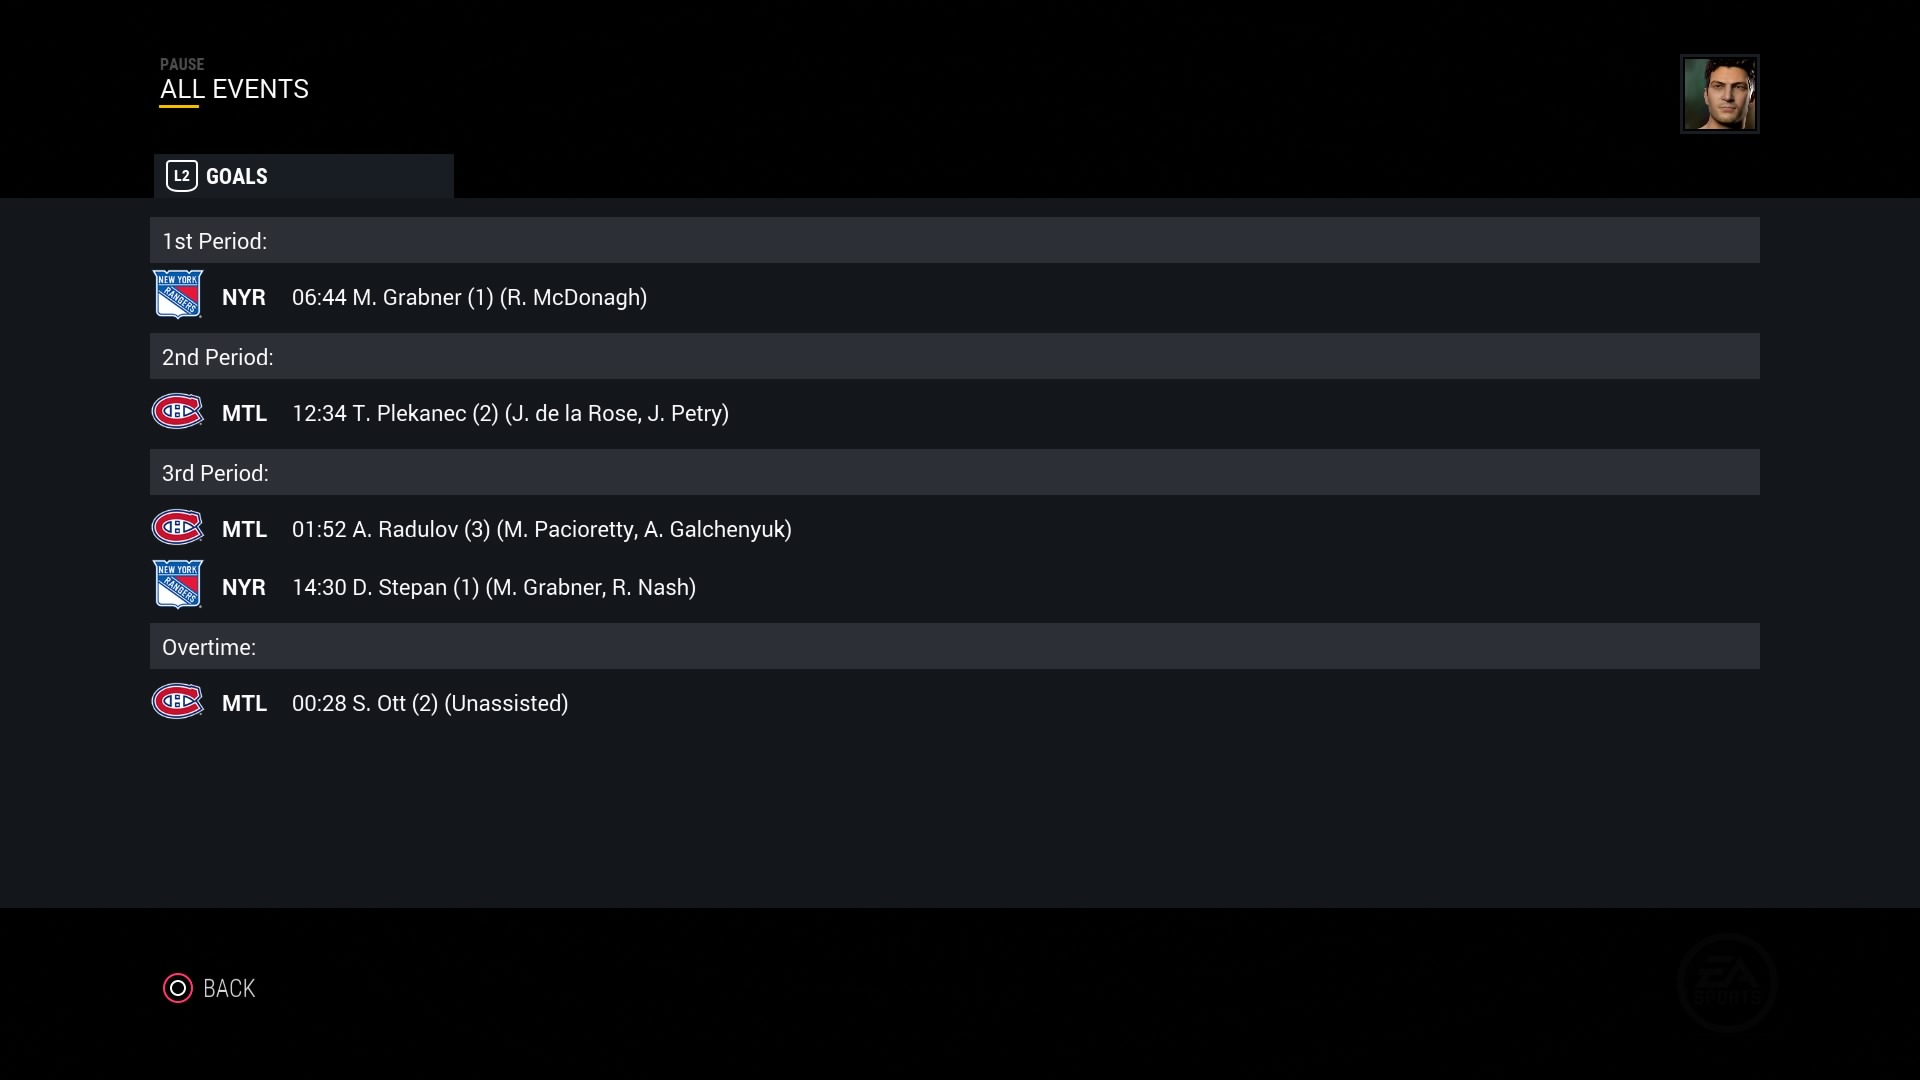 PAUSE
ALL EVENTS
L2 GOALS
1st Period:
NEW YORK RANGERS NYR 06:44 M. Grabner (1) (R. McDonagh)
2nd Period:
MTL 12:34 T. Plekanec (2) (J. de la Rose, J. Petry)
3rd Period:
MTL 01:52 A. Radulov (3) (M. Pacioretty, A. Galchenyuk)
NEW YORK RANGERS NYR 14:30 D. Stepan (1) (M. Grabner, R. Nash)
Overtime:
MTL 00:28 S. Ott (2) (Unassisted)
BACK
EA SPORTS